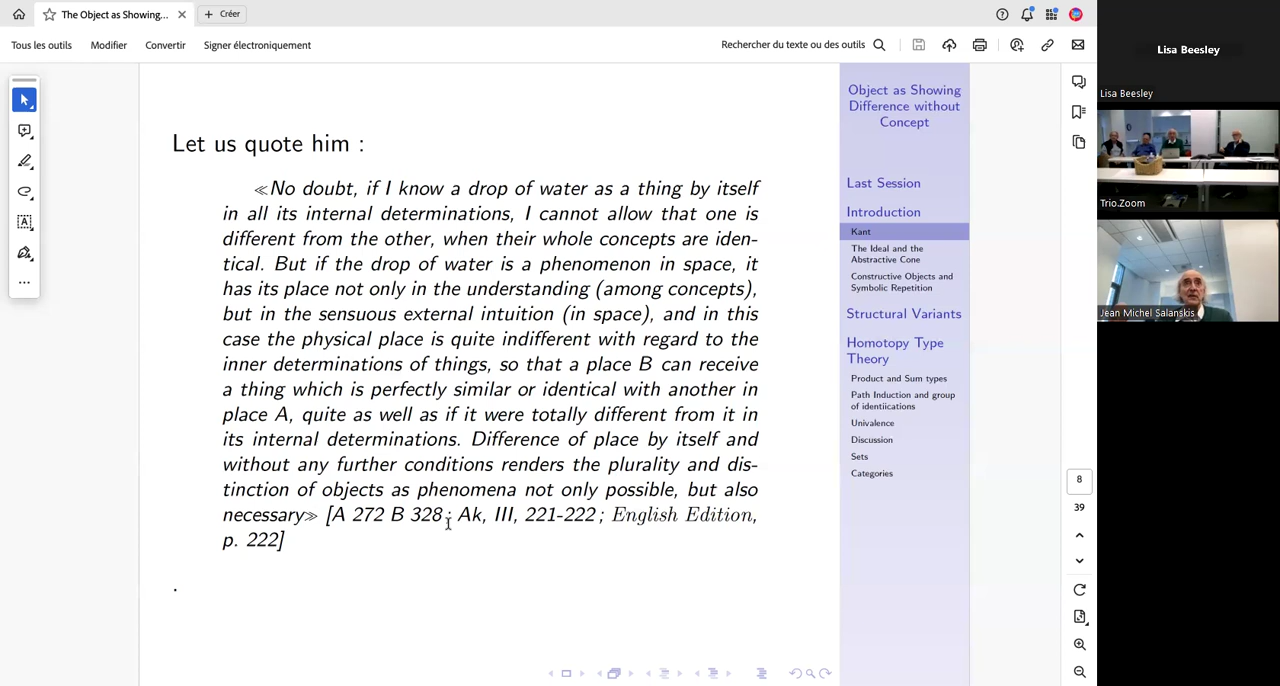 The Object as Showing...
Créer
Tous les outils
Modifier
Convertir
Signer électroniquement
Rechercher du texte ou des outils
Let us quote him :
≪No doubt, if I know a drop of water as a thing by itself
in all its internal determinations, I cannot allow that one is
different from the other, when their whole concepts are iden-
tical. But if the drop of water is a phenomenon in space, it
has its place not only in the understanding (among concepts),
but in the sensuous external intuition (in space), and in this
case the physical place is quite indifferent with regard to the
inner determinations of things, so that a place B can receive
a thing which is perfectly similar or identical with another in
place A, quite as well as if it were totally different from it in
its internal determinations. Difference of place by itself and
without any further conditions renders the plurality and dis-
tinction of objects as phenomena not only possible, but also
necessary≫ [A 272 B 328 ; Ak, III, 221-222 ; English Edition,
p. 222]
.
Object as Showing
Difference without
Concept
Last Session
Introduction
Kant
The Ideal and the
Abstractive Cone
Constructive Objects and
Symbolic Repetition
Structural Variants
Homotopy Type
Theory
Product and Sum types
Path Induction and group
of identiications
Univalence
Discussion
Sets
Categories
8
39
Lisa Beesley
Lisa Beesley
Trio.Zoom
Jean Michel Salanskis